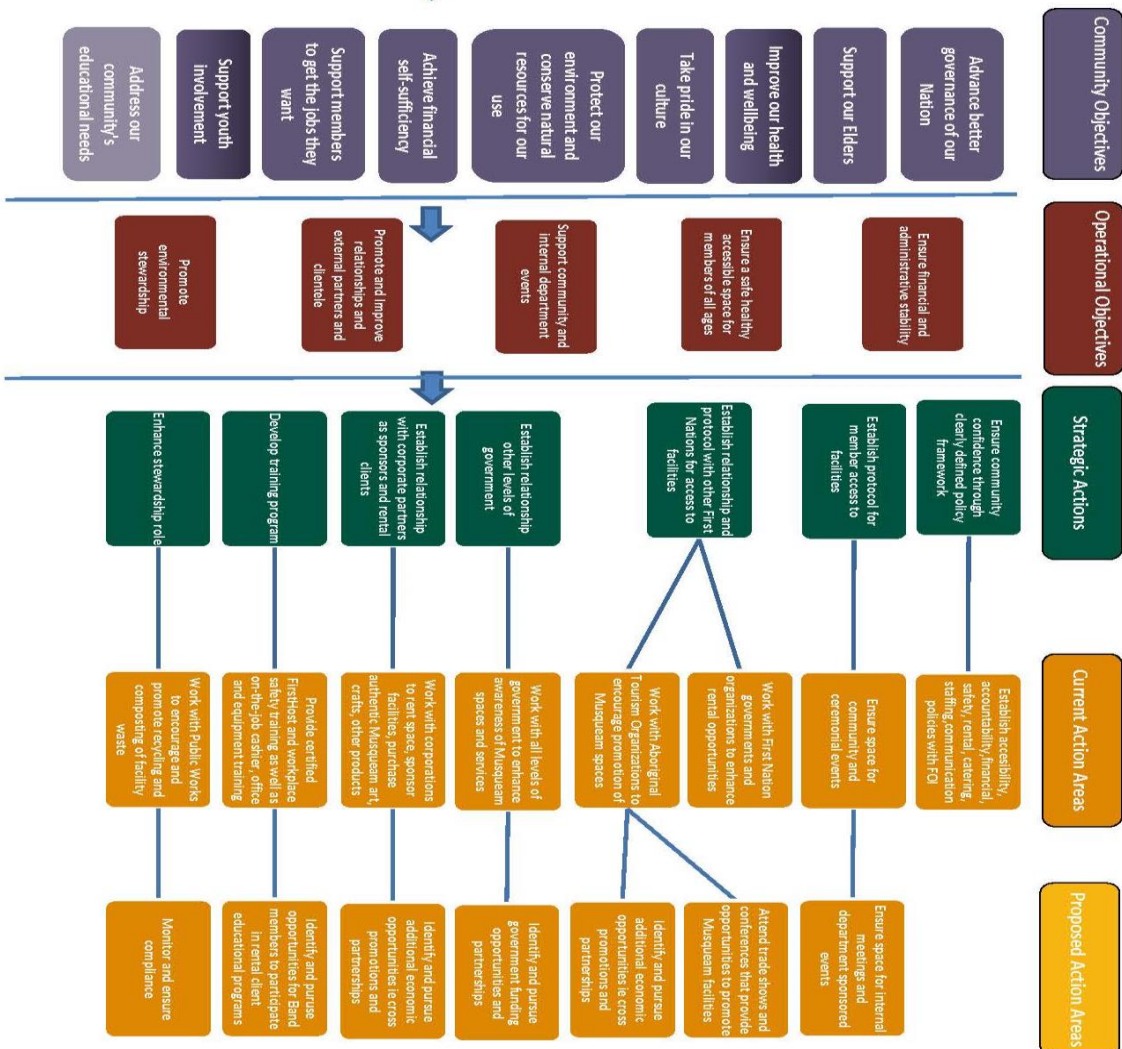 Community Objectives
Advance better
governance of our
Nation
Support our Elders
Improve our health
and wellbeing
Take pride in our
culture
Protect our
environment and
conserve natural
resources for our
use
Achieve financial
self-sufficiency
Support members
to get the jobs they
want
Support youth
involvement
Address our
community's
educational needs
Operational Objectives
Ensure financial and
administrative stability
Ensure a safe healthy
accessible space for
members of all ages
Support community and
internal department
events
Promote and Improve
relationships and
external partners and
clientele
Promote
environmental
stewardship
Strategic Actions
Ensure community
confidence through
clearly defined policy
framework
Establish protocol for
member access to
facilities
Establish relationship and
protocol with other First
Nations for access to
facilities
Establish relationship
other levels of
government
Establish relationship
with corporate partners
as sponsors and rental
clients
Develop training program
Enhance stewardship role
Current Action Areas
Establish accessibility,
accountability,financial,
safety, rental, catering,
staffing,communication
policies with FQI
Ensure space for
community and
ceremonial events
Work with First Nation
governments and
organizations to enhance
rental opportunities
Work with Aboriginal
Tourism Organizations to
encourage promotion of
Musqueam spaces
Work with all levels of
government to enhance
awareness of Musqueam
spaces and services
Work with corporations
to rent space, sponsor
facilities, purchase
authentic Musqueam art,
crafts, other products
Provide certified
FirstHost and workplace
safety training as well as
on-the-job cashier, office
and equipment training
Work with Public Works
to encourage and
promote recycling and
composting of facility
waste
Proposed Action Areas
Ensure space for internal
meetings and
department sponsored
events
Attend trade shows and
conferences that provide
opportunities to promote
Musqueam facilities
Identify and pursue
additional economic
opportunities ie cross
promotions and
partnerships
Identify and pursue
government funding
opportunities and
partnerships
Identify and pursue
additional economic
opportunities ie cross
promotions and
partnerships
Identify and puruse
opportunities for Band
members to participate
in rental client
educational programs
Monitor and ensure
compliance